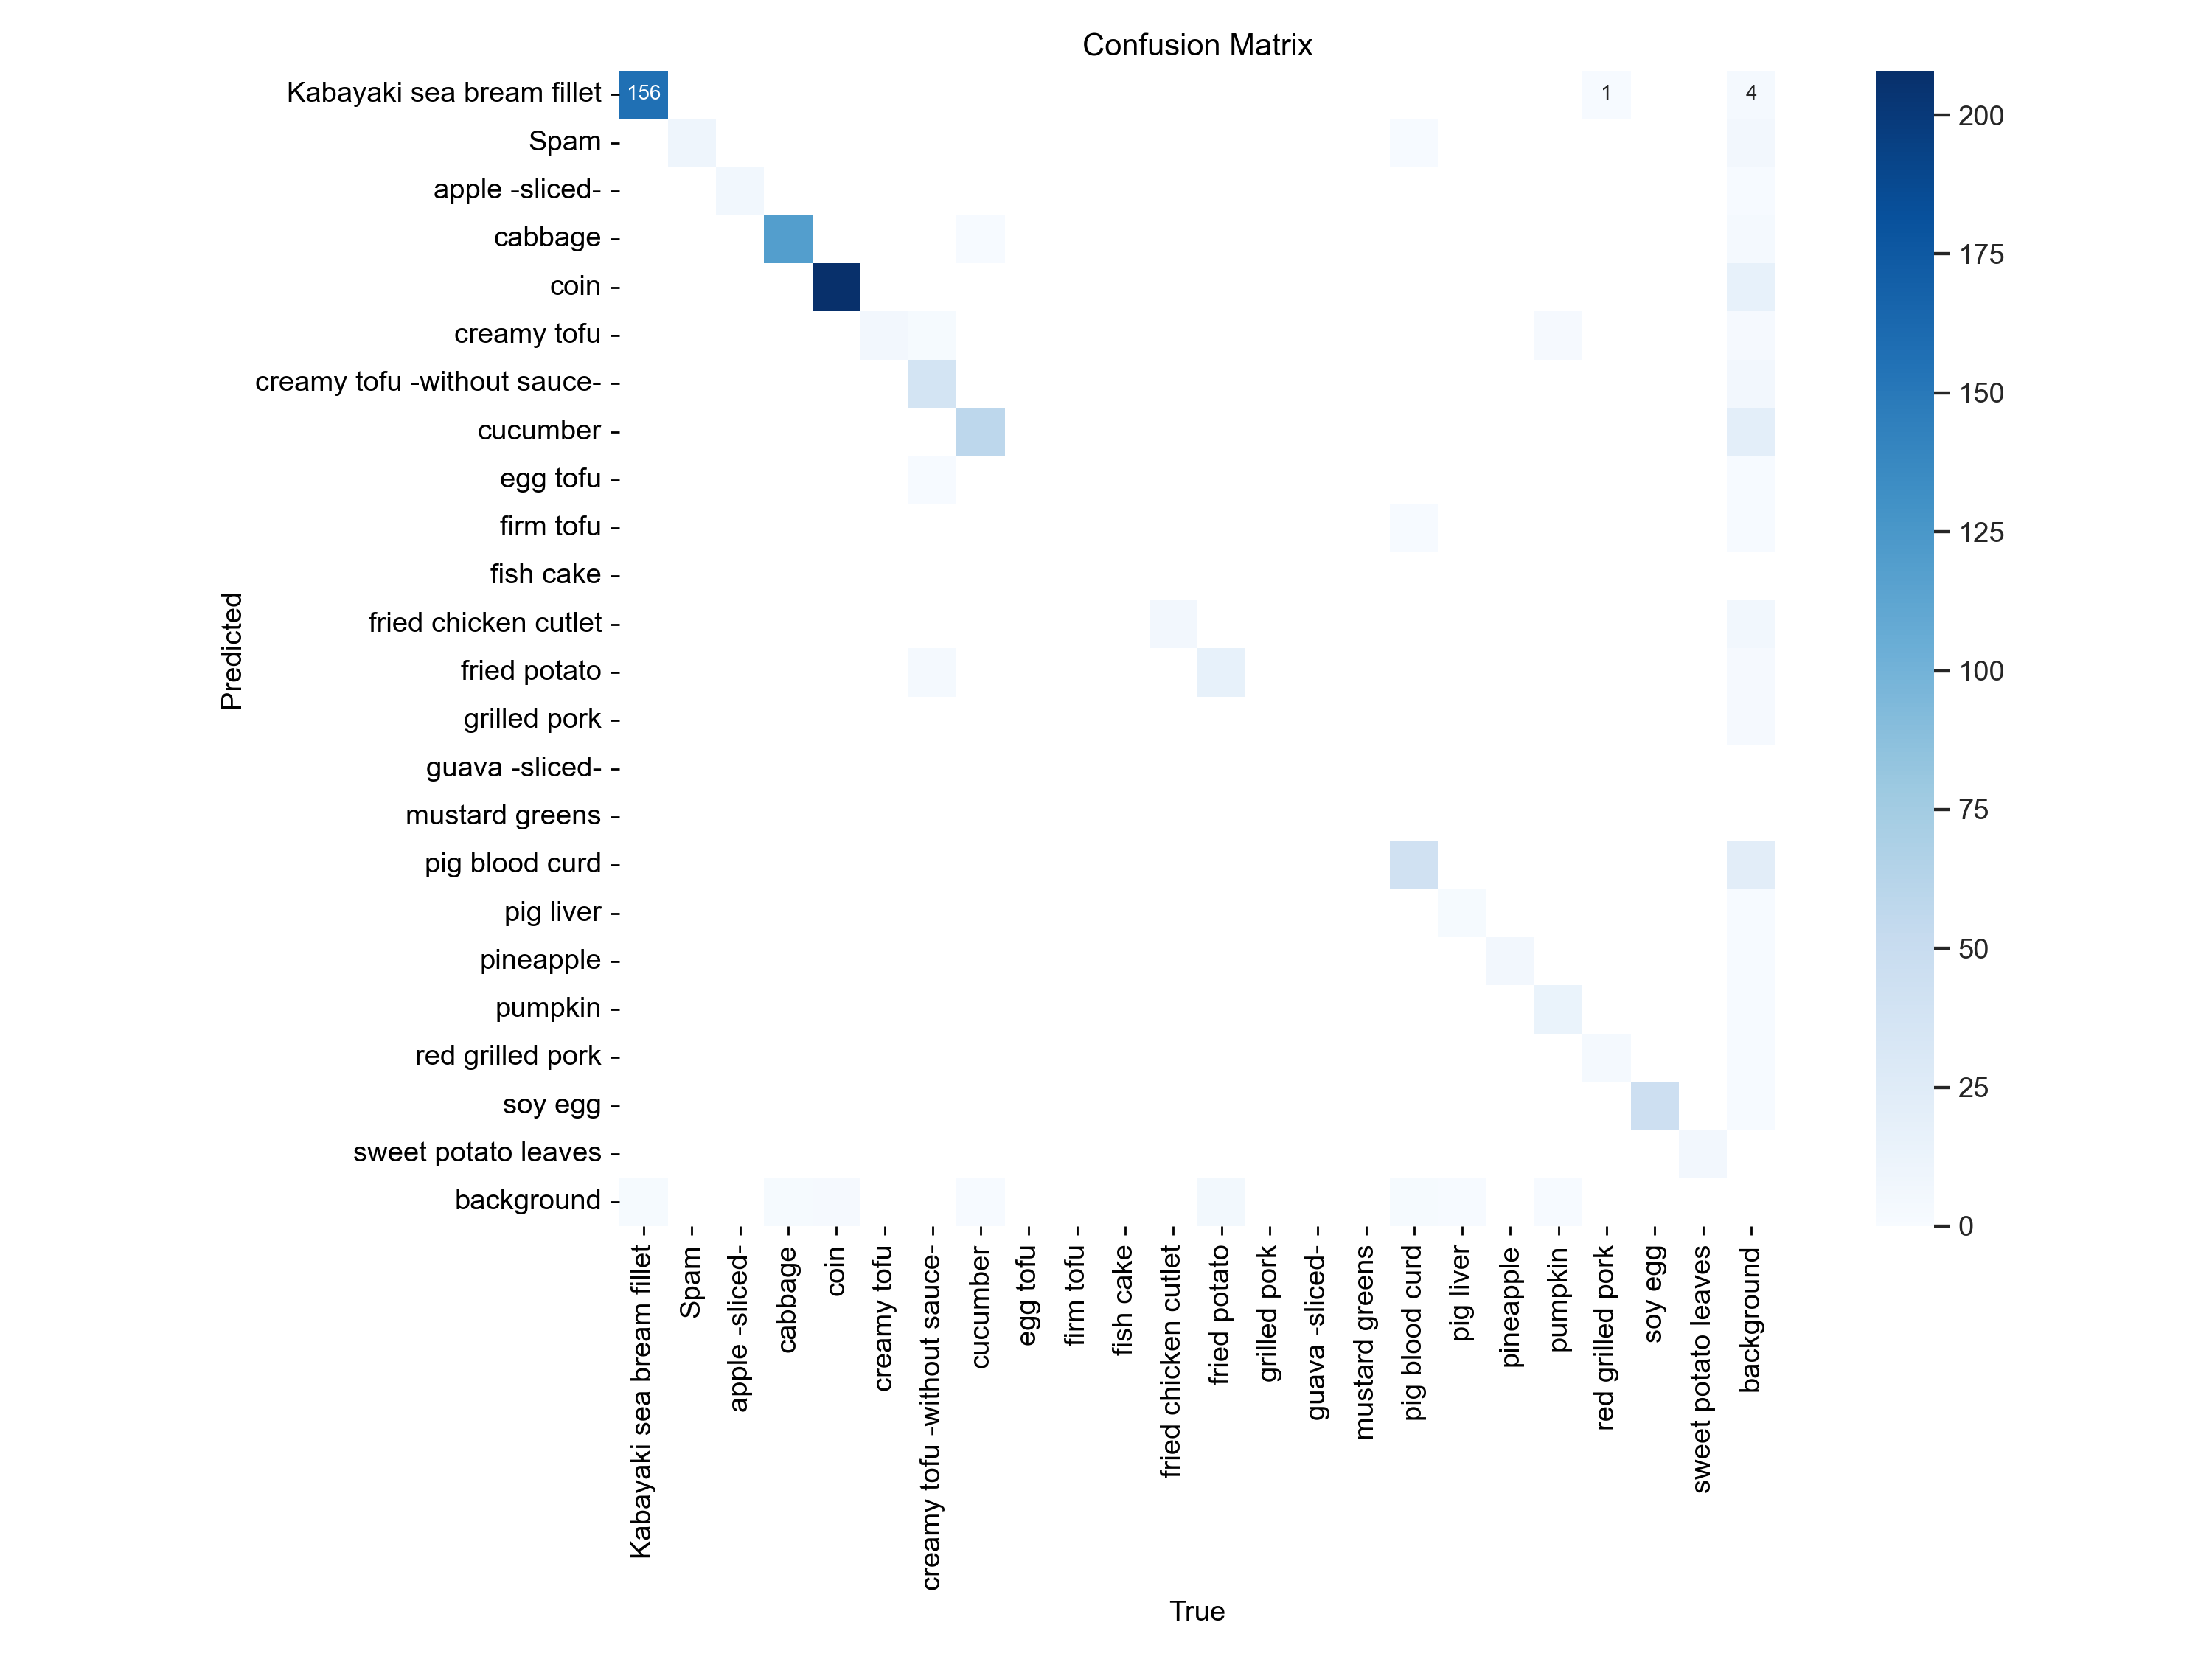 Confusion Matrix
Kabayaki sea bream fillet
156
1
4
Spam
apple -sliced-
cabbage
coin
creamy tofu
creamy tofu -without sauce-
cucumber
egg tofu
firm tofu
fish cake
fried chicken cutlet
fried potato
grilled pork
guava -sliced-
mustard greens
pig blood curd
pig liver
pineapple
pumpkin
red grilled pork
soy egg
sweet potato leaves
background
Predicted
Kabayaki sea bream fillet
Spam
apple -sliced-
cabbage
coin
creamy tofu
creamy tofu -without sauce-
cucumber
egg tofu
firm tofu
fish cake
fried chicken cutlet
fried potato
grilled pork
guava -sliced-
mustard greens
pig blood curd
pig liver
pineapple
pumpkin
red grilled pork
soy egg
sweet potato leaves
background
True
200
175
150
125
100
75
50
25
0